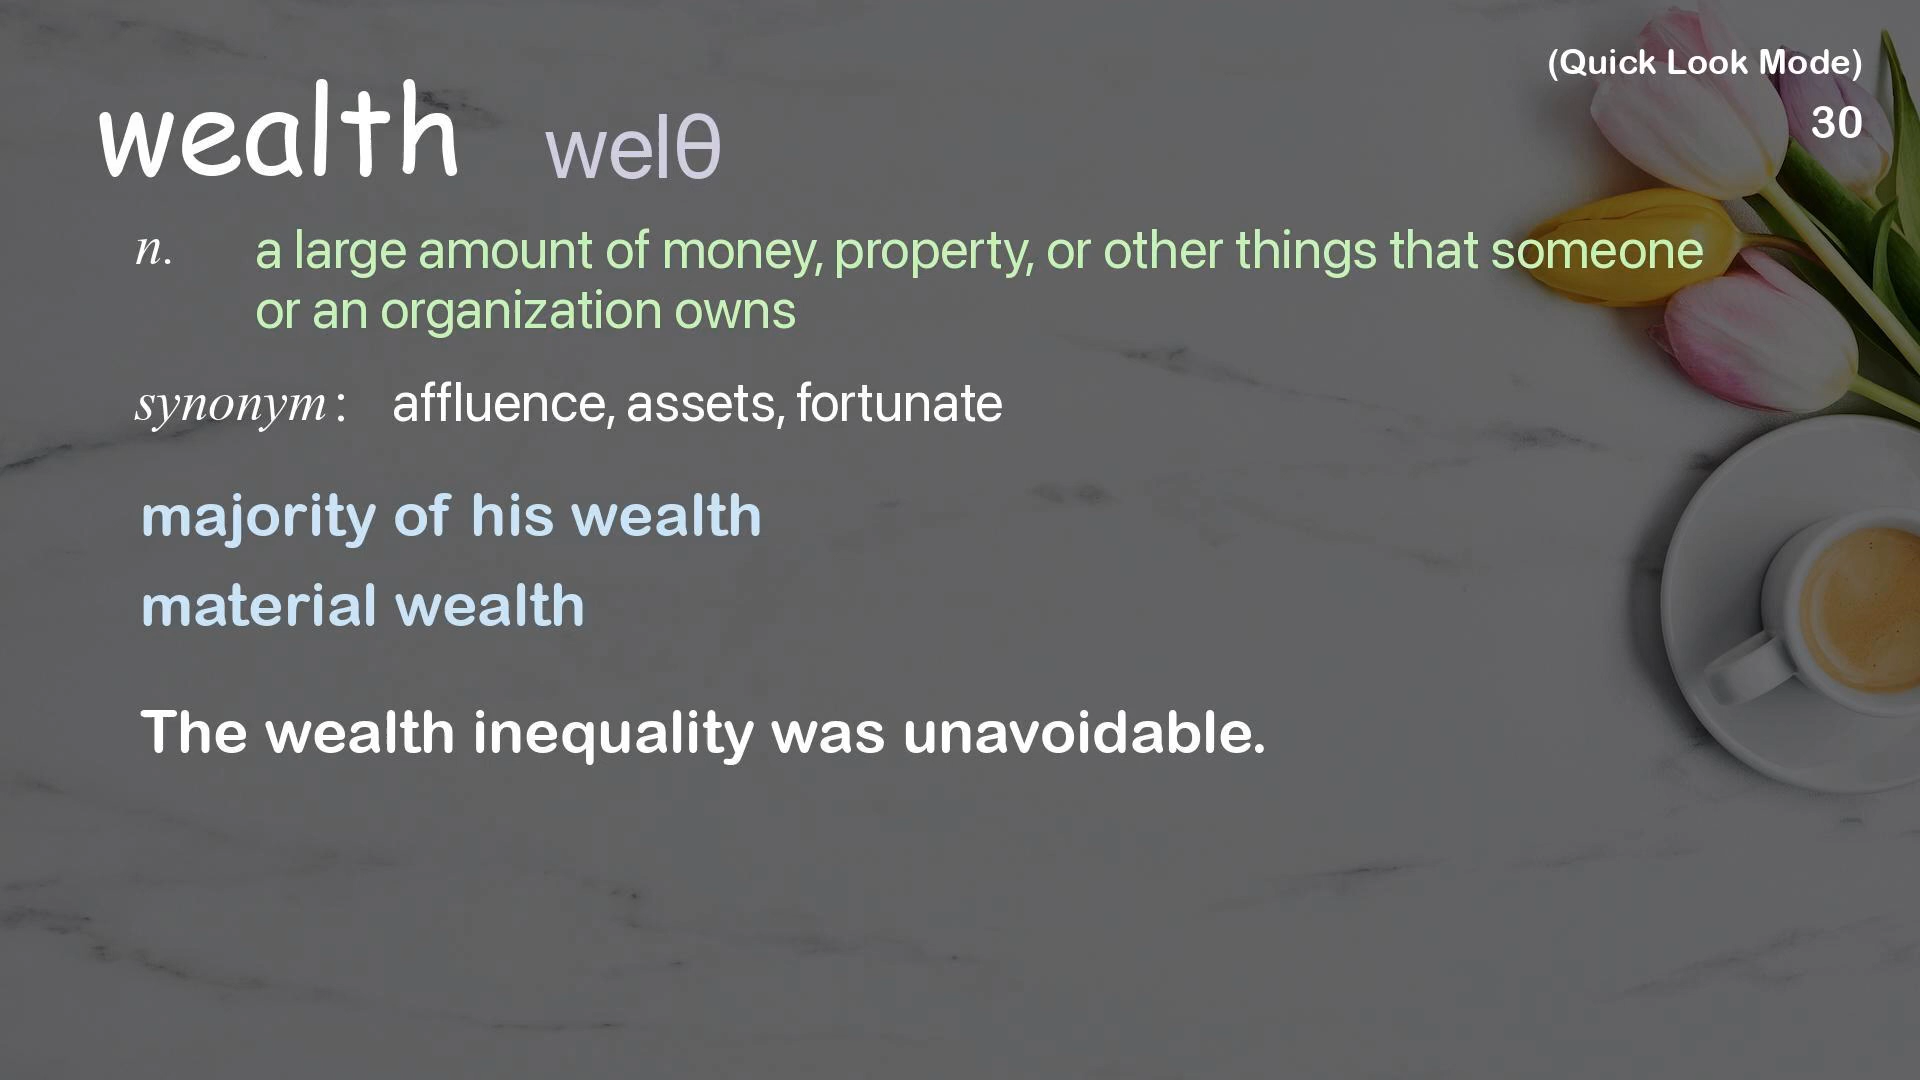 (Quick Look Mode)
30
wealth welθ
n. a large amount of money, property, or other things that someone
or an organization owns
synonym: affluence, assets, fortunate
majority of his wealth
material wealth
The wealth inequality was unavoidable.